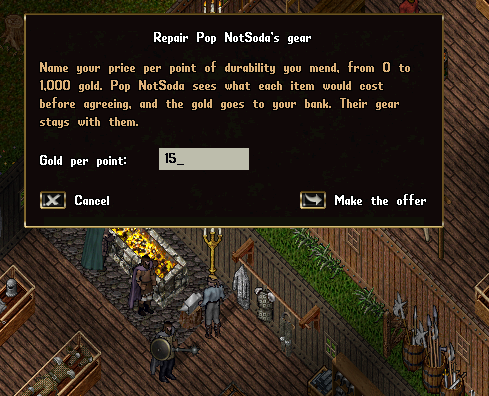 Repair Pop NotSoda's gear
Name your price per point of durability you mend, from 0 to
1,000 gold. Pop NotSoda sees what each item would cost
before agreeing, and the gold goes to your bank. Their gear
stays with them.
Gold per point: 15_
Cancel Make the offer